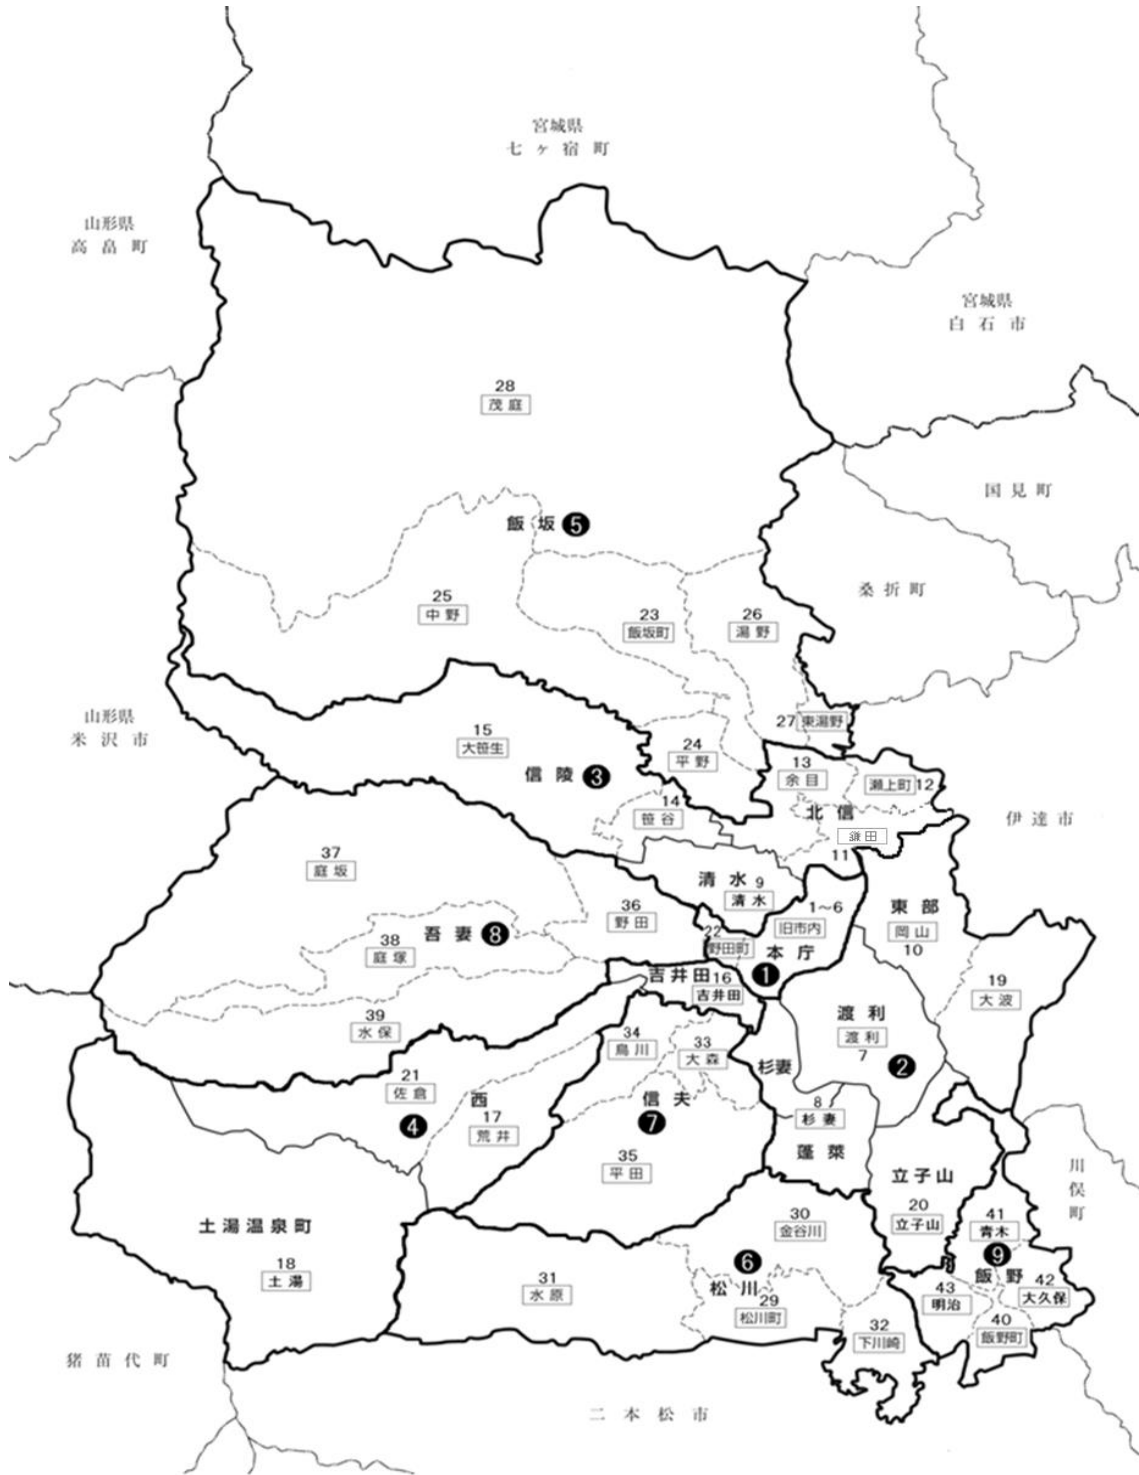 宮城県
七ヶ宿町
山形県
高畠町
宮城県
白石市
28
茂庭
国見町
飯坂 5
桑折町
25
中野
23
飯坂町
26
湯野
山形県
米沢市
27 東湯野
15
大笹生
24
平野
信陵 3
13
余目
瀬上町 12
14
笹谷
北信
鎌田
11
伊達市
37
庭坂
清水 9
清水
36
野田
1～6
旧市内
東部
岡山
10
吾妻 8
38
庭塚
22
野田町
本庁
1
吉井田 16
吉井田
19
大波
39
水保
渡利
渡利
7
34
鳥川
33
大森
杉妻
2
21
佐倉
4
西
17
荒井
信夫
7
8
杉妻
蓬莱
35
平田
立子山
20
立子山
川俣町
土湯温泉町
18
土湯
30
金谷川
41
青木
9
飯野
6
松川
31
水原
29
松川町
42
大久保
43
明治
40
飯野町
32
下川崎
猪苗代町
二本松市